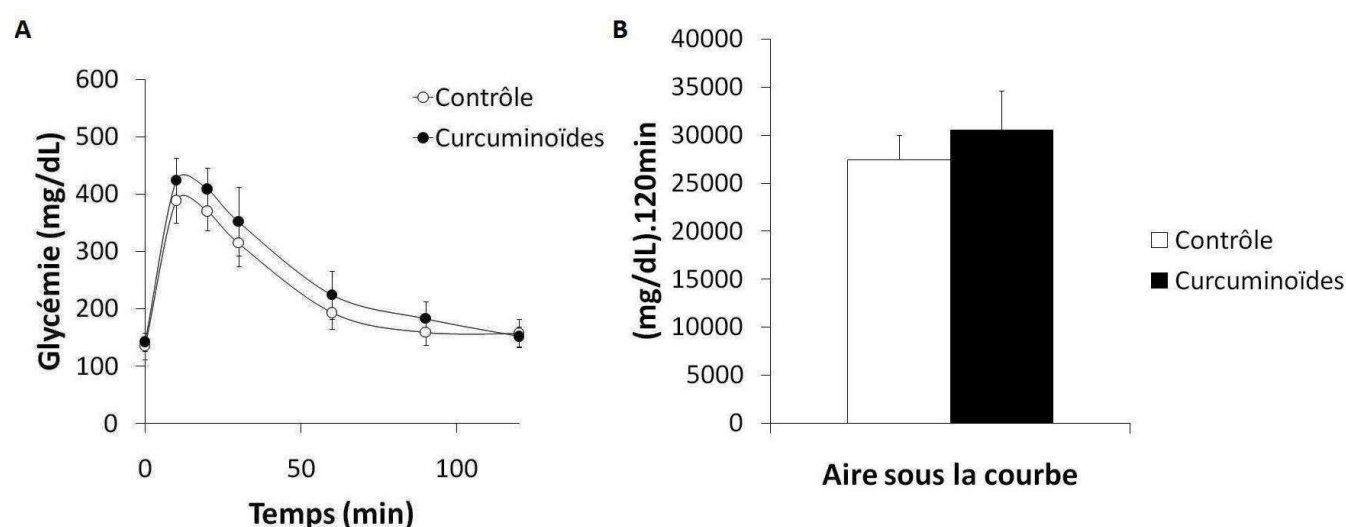 A
Glycémie (mg/dL)
600
500
400
300
200
100
0
0
50
100
Temps (min)
Contrôle
Curcuminoïdes
B
(mg/dL).120min
40000
35000
30000
25000
20000
15000
10000
5000
0
Aire sous la courbe
Contrôle
Curcuminoïdes